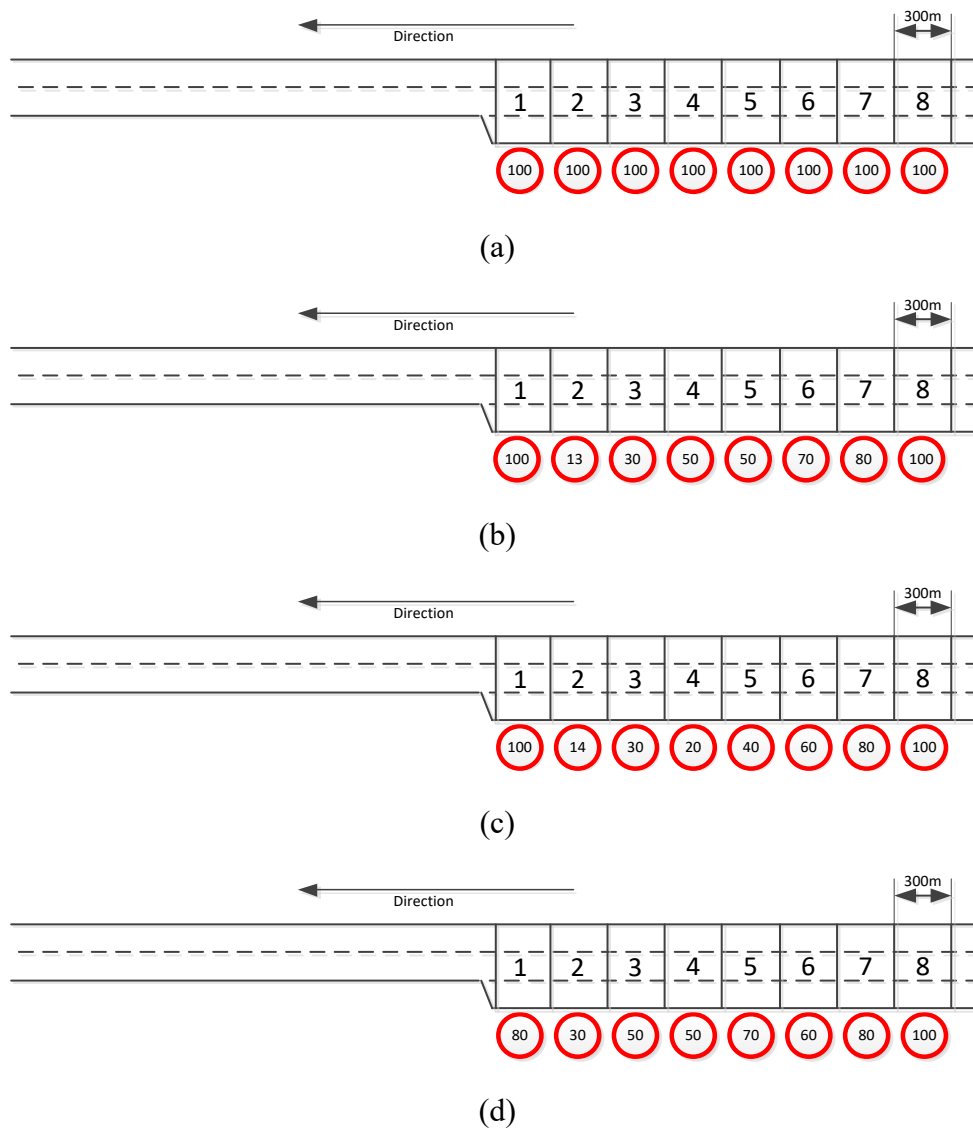 300m
Direction
1 2 3 4 5 6 7 8
100 100 100 100 100 100 100 100
(a)
300m
Direction
1 2 3 4 5 6 7 8
100 13 30 50 50 70 80 100
(b)
300m
Direction
1 2 3 4 5 6 7 8
100 14 30 20 40 60 80 100
(c)
300m
Direction
1 2 3 4 5 6 7 8
80 30 50 50 70 60 80 100
(d)